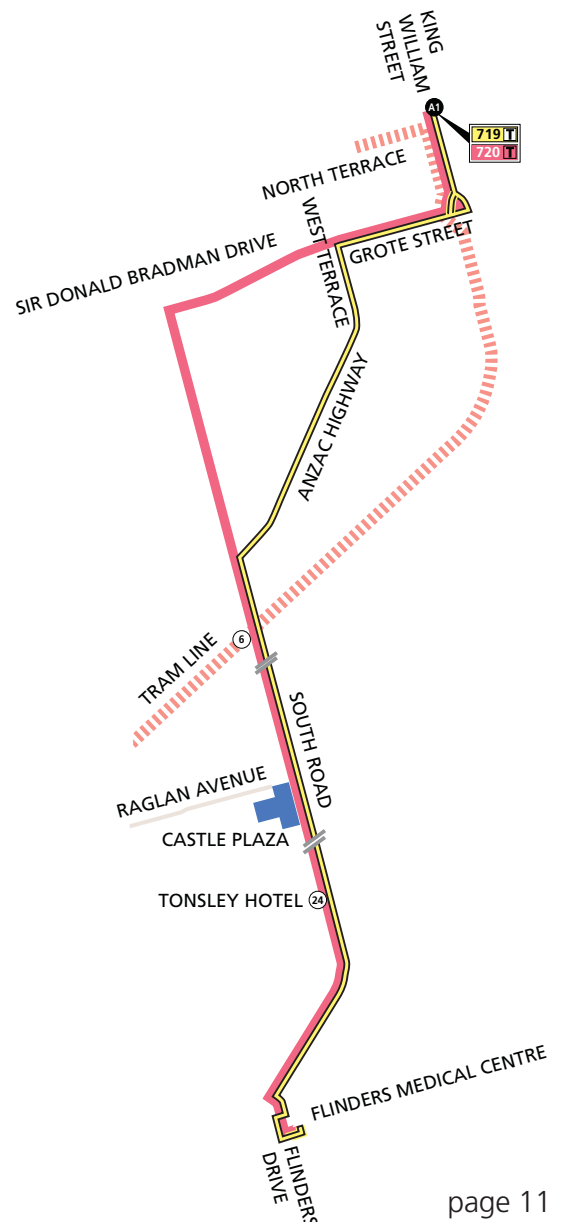 KING
WILLIAM
STREET
A1
719 T
720 T
NORTH TERRACE
WEST TERRACE
GROTE STREET
SIR DONALD BRADMAN DRIVE
ANZAC HIGHWAY
6
TRAM LINE
SOUTH ROAD
RAGLAN AVENUE
CASTLE PLAZA
TONSLEY HOTEL
24
FLINDERS MEDICAL CENTRE
FLINDERS
DRIVE
page 11